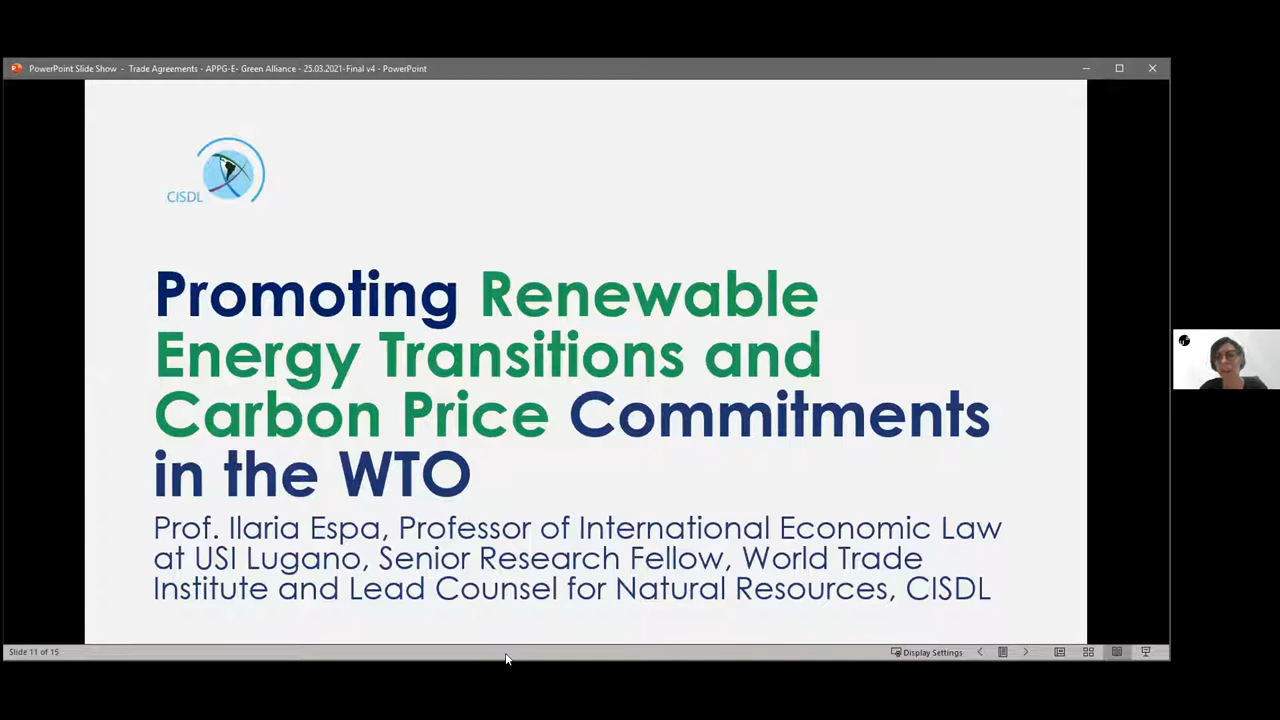 PowerPoint Slide Show - Trade Agreements - APPG-E- Green Alliance - 25.03.2021-Final v4 - PowerPoint
CISDL
Promoting Renewable
Energy Transitions and
Carbon Price Commitments
in the WTO
Prof. Ilaria Espa, Professor of International Economic Law
at USI Lugano, Senior Research Fellow, World Trade
Institute and Lead Counsel for Natural Resources, CISDL
Slide 11 of 15
Display Settings